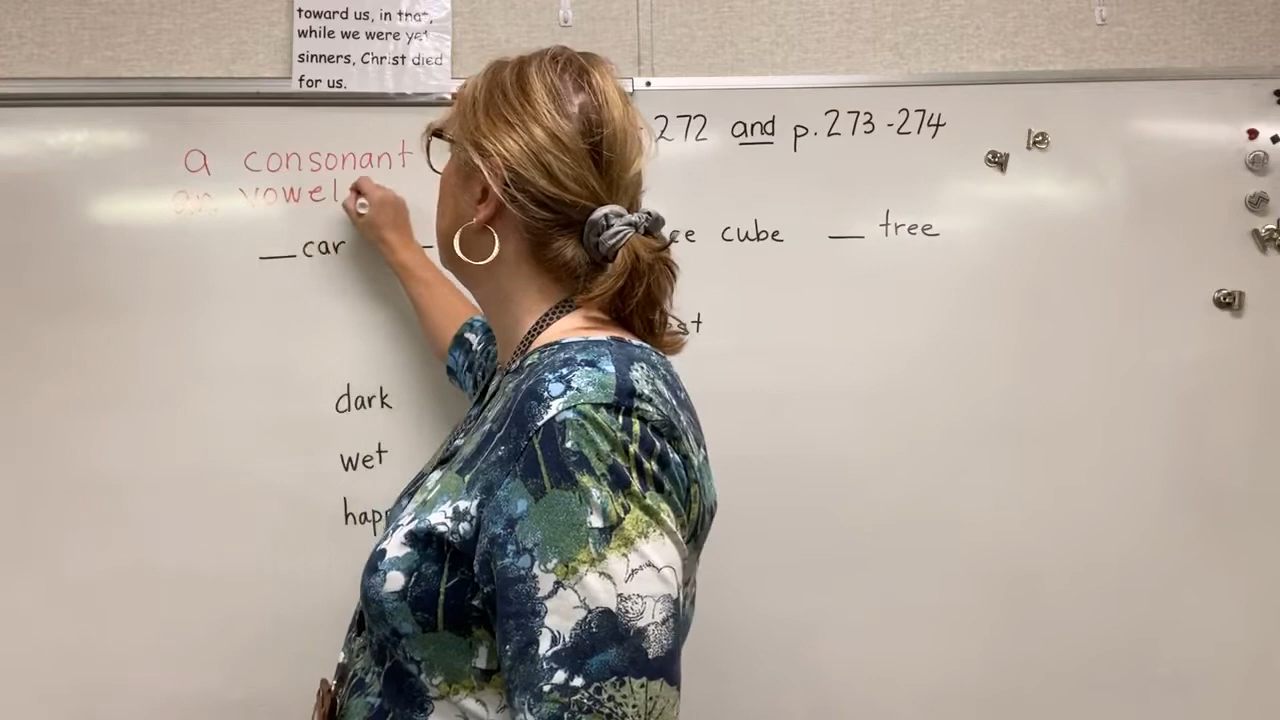 toward us, in that,
while we were yet
sinners, Christ died
for us.
272 and p. 273 - 274
a consonant
an vowel
_ car _ cube _ tree
dark
wet